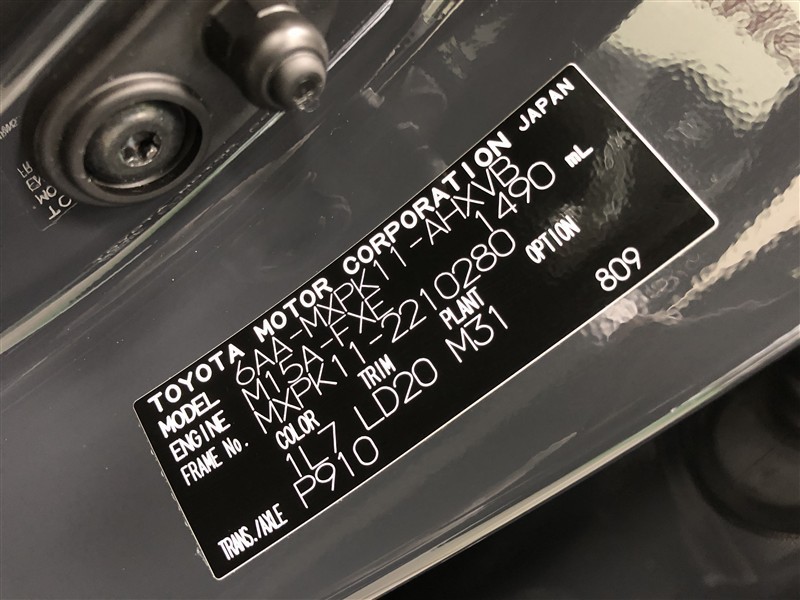 TOYOTA MOTOR CORPORATION JAPAN
MODEL 6AA-MXPK11-AHXVB
ENGINE M15A-FXE 1490 mL
FRAME No. MXPK11-2210280
COLOR TRIM PLANT OPTION
1L7 LD20 M31 809
TRANS./AXLE P910